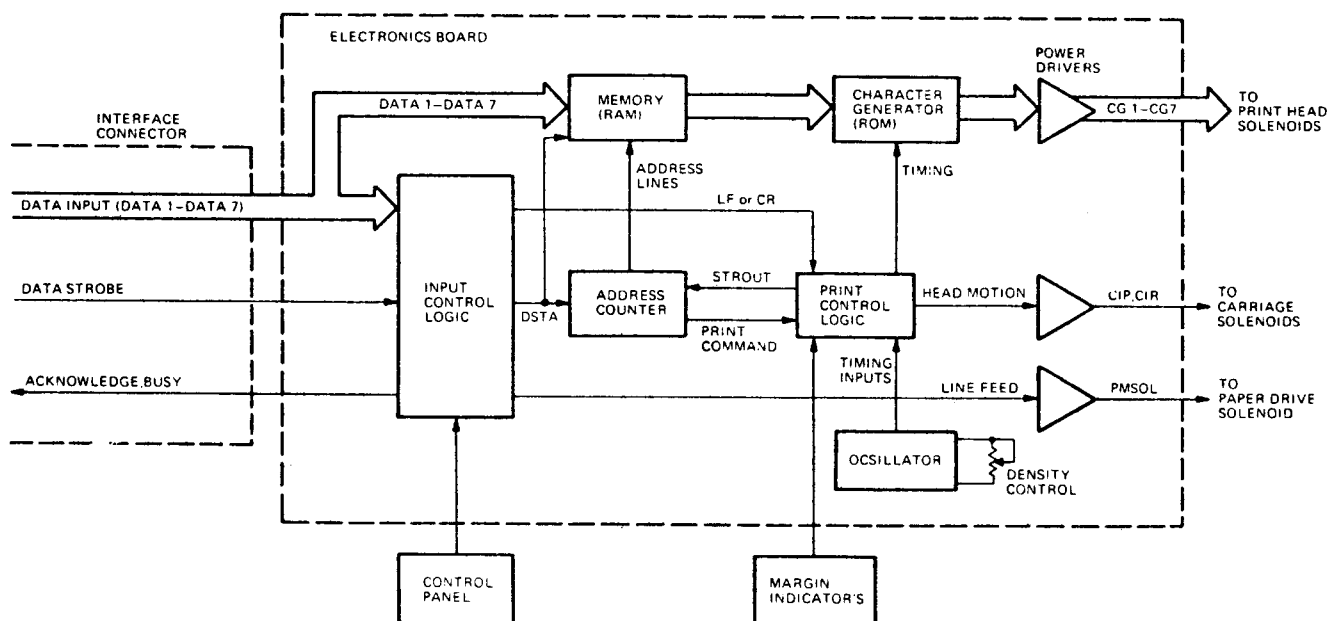 ELECTRONICS BOARD
POWER
DRIVERS
INTERFACE
CONNECTOR
DATA 1-DATA 7
MEMORY
(RAM)
CHARACTER
GENERATOR
(ROM)
CG 1-CG7
TO
PRINT HEAD
SOLENOIDS
ADDRESS
LINES
TIMING
DATA INPUT (DATA 1-DATA 7)
LF or CR
DATA STROBE
INPUT
CONTROL
LOGIC
DSTA
ADDRESS
COUNTER
STROUT
PRINT
COMMAND
PRINT
CONTROL
LOGIC
HEAD MOTION
CIP,CIR
TO
CARRIAGE
SOLENOIDS
TIMING
INPUTS
ACKNOWLEDGE,BUSY
LINE FEED
PMSOL
TO
PAPER DRIVE
SOLENOID
OCSILLATOR
DENSITY
CONTROL
CONTROL
PANEL
MARGIN
INDICATOR'S